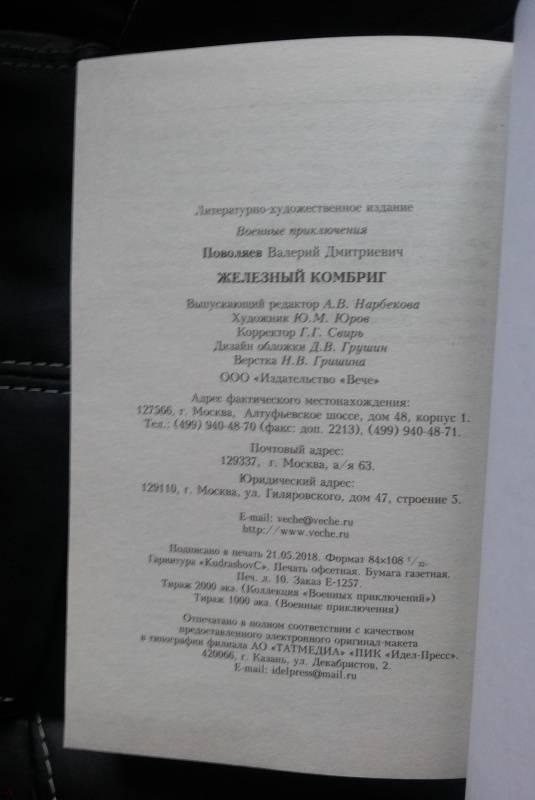 Литературно-художественное издание
Военные приключения
Поволяев Валерий Дмитриевич
ЖЕЛЕЗНЫЙ КОМБРИГ
Выпускающий редактор А.В. Нарбекова
Художник Ю.М. Юров
Корректор Г.Г. Свирь
Дизайн обложки Д.В. Грушин
Верстка Н.В. Гришина
ООО «Издательство «Вече»
Адрес фактического местонахождения:
127566, г. Москва, Алтуфьевское шоссе, дом 48, корпус 1.
Тел.: (499) 940-48-70 (факс: доп. 2213), (499) 940-48-71.
Почтовый адрес:
129337, г. Москва, а/я 63.
Юридический адрес:
129110, г. Москва, ул. Гиляровского, дом 47, строение 5.
E-mail: veche@veche.ru
http://www.veche.ru
Подписано в печать 21.05.2018. Формат 84×108 1/32.
Гарнитура «KudrashovC». Печать офсетная. Бумага газетная.
Печ. л. 10. Заказ Е-1257.
Тираж 2000 экз. (Коллекция «Военных приключений»)
Тираж 1000 экз. (Военные приключения)
Отпечатано в полном соответствии с качеством
предоставленного электронного оригинал-макета
в типографии филиала АО «ТАТМЕДИА» «ПИК «Идел-Пресс».
420066, г. Казань, ул. Декабристов, 2.
E-mail: idelpress@mail.ru